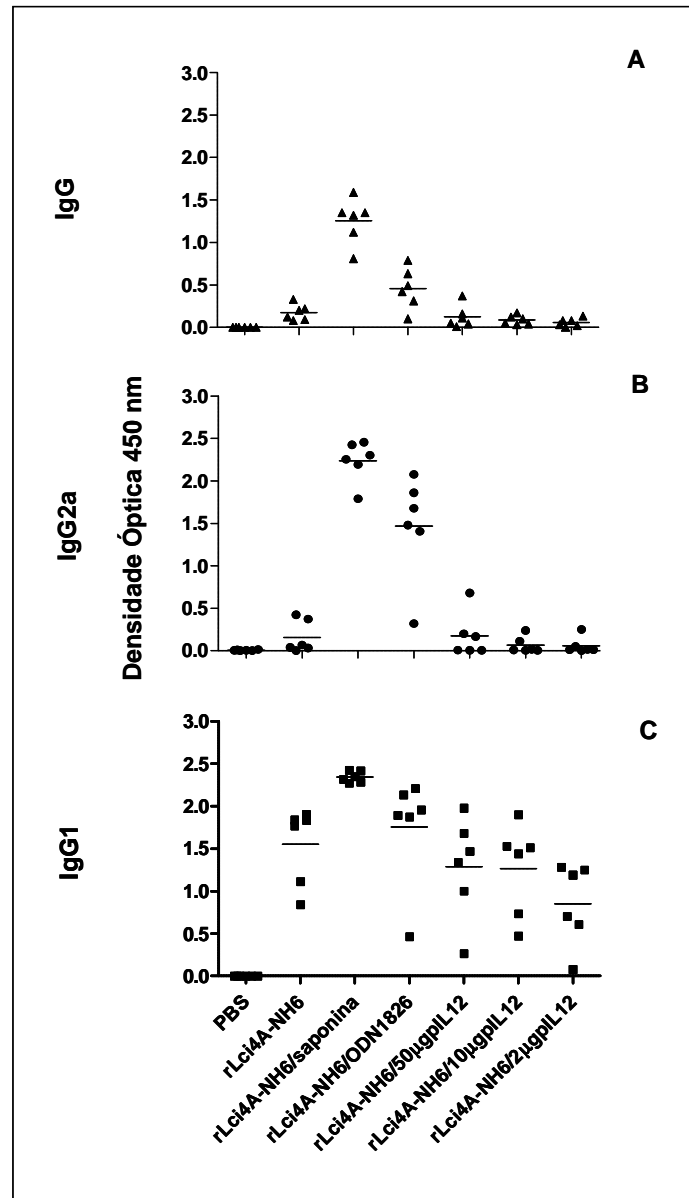 A
3.0
2.5
2.0
1.5
1.0
0.5
0.0
IgG
B
3.0
2.5
2.0
1.5
1.0
0.5
0.0
IgG2a
Densidade Óptica 450 nm
C
3.0
2.5
2.0
1.5
1.0
0.5
0.0
IgG1
PBS
rLci4A-NH6
rLci4A-NH6/saponina
rLci4A-NH6/ODN1826
rLci4A-NH6/50µgpIL12
rLci4A-NH6/10µgpIL12
rLci4A-NH6/2µgpIL12